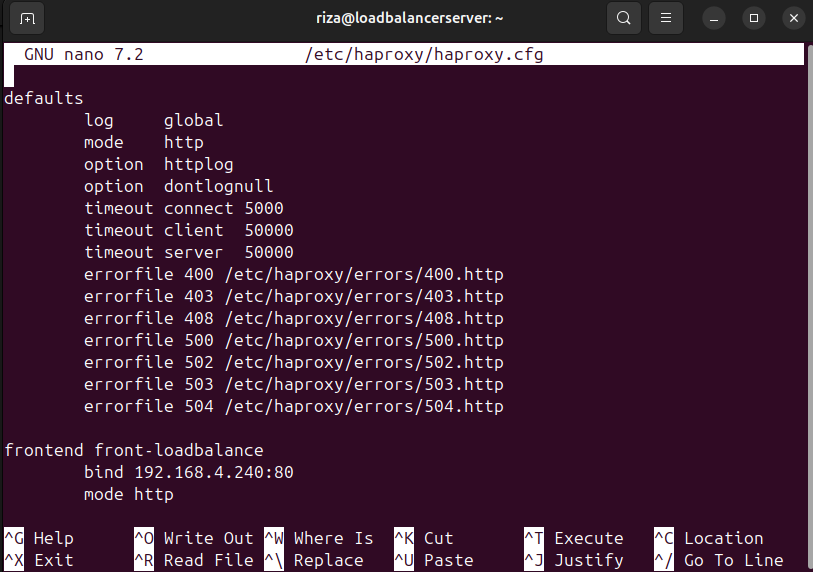 riza@loadbalancerserver: ~
GNU nano 7.2 /etc/haproxy/haproxy.cfg
defaults
log global
mode http
option httplog
option dontlognull
timeout connect 5000
timeout client 50000
timeout server 50000
errorfile 400 /etc/haproxy/errors/400.http
errorfile 403 /etc/haproxy/errors/403.http
errorfile 408 /etc/haproxy/errors/408.http
errorfile 500 /etc/haproxy/errors/500.http
errorfile 502 /etc/haproxy/errors/502.http
errorfile 503 /etc/haproxy/errors/503.http
errorfile 504 /etc/haproxy/errors/504.http
frontend front-loadbalance
bind 192.168.4.240:80
mode http
^G Help ^O Write Out ^W Where Is ^K Cut ^T Execute ^C Location
^X Exit ^R Read File ^\ Replace ^U Paste ^J Justify ^/ Go To Line